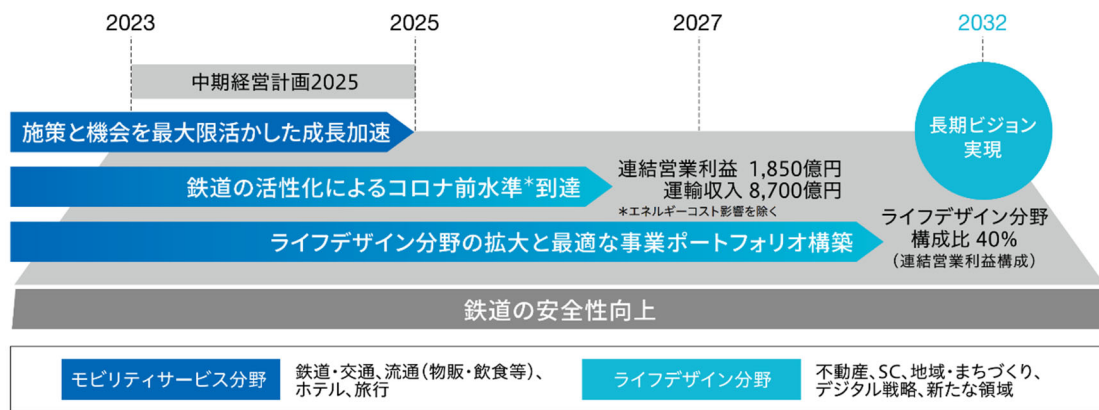 2023
2025
2027
2032
中期経営計画2025
施策と機会を最大限活かした成長加速
長期ビジョン
実現
鉄道の活性化によるコロナ前水準*到達
連結営業利益 1,850億円
運輸収入 8,700億円
*エネルギーコスト影響を除く
ライフデザイン分野の拡大と最適な事業ポートフォリオ構築
ライフデザイン分野
構成比 40%
(連結営業利益構成)
鉄道の安全性向上
モビリティサービス分野
鉄道・交通、流通(物販・飲食等)、
ホテル、旅行
ライフデザイン分野
不動産、SC、地域・まちづくり、
デジタル戦略、新たな領域